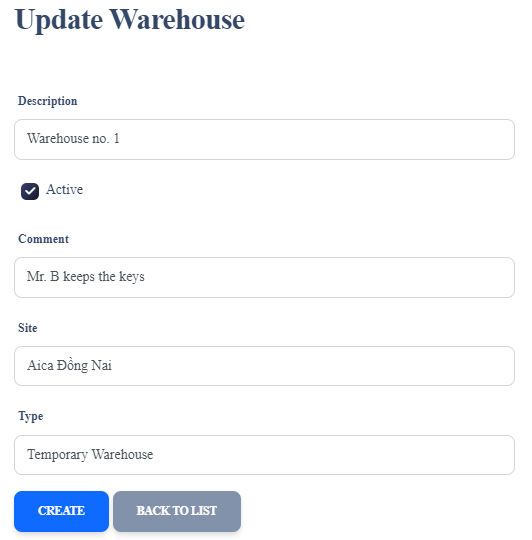 Update Warehouse
Description
Warehouse no. 1
Active
Comment
Mr. B keeps the keys
Site
Aica Đồng Nai
Type
Temporary Warehouse
CREATE BACK TO LIST